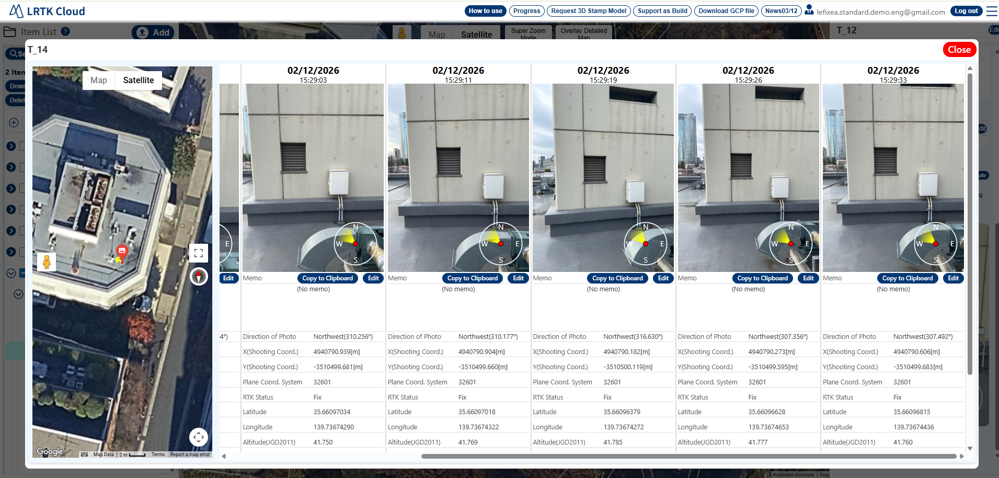 LRTK Cloud
How to use
Progress
Request 3D Stamp Model
Support as Build
Download GCP file
News03/12
lefixea.standard.demo.eng@gmail.com
Log out
Item List ?
Add
Map
Satellite
Super Zoom
Mode
Overlay Detailed
Map
T_12
T_14
Close
2 Item
Down
Delet
Map
Satellite
Google
Map Data
2 m
Terms
Report a map error
E
Edit
4°)
02/12/2026
15:29:03
N
W
E
S
Memo
Copy to Clipboard
Edit
(No memo)
Direction of Photo Northwest(310.256°)
X(Shooting Coord.) 4940790.939[m]
Y(Shooting Coord.) -3510499.681[m]
Plane Coord. System 32601
RTK Status Fix
Latitude 35.66097034
Longitude 139.73674290
Altitude(JGD2011) 41.750
02/12/2026
15:29:11
N
W
E
S
Memo
Copy to Clipboard
Edit
(No memo)
Direction of Photo Northwest(310.177°)
X(Shooting Coord.) 4940790.904[m]
Y(Shooting Coord.) -3510499.660[m]
Plane Coord. System 32601
RTK Status Fix
Latitude 35.66097018
Longitude 139.73674322
Altitude(JGD2011) 41.769
02/12/2026
15:29:19
N
W
E
S
Memo
Copy to Clipboard
Edit
(No memo)
Direction of Photo Northwest(316.630°)
X(Shooting Coord.) 4940790.182[m]
Y(Shooting Coord.) -3510500.119[m]
Plane Coord. System 32601
RTK Status Fix
Latitude 35.66096379
Longitude 139.73674272
Altitude(JGD2011) 41.785
02/12/2026
15:29:26
N
W
E
S
Memo
Copy to Clipboard
Edit
(No memo)
Direction of Photo Northwest(307.356°)
X(Shooting Coord.) 4940790.273[m]
Y(Shooting Coord.) -3510499.595[m]
Plane Coord. System 32601
RTK Status Fix
Latitude 35.66096628
Longitude 139.73674653
Altitude(JGD2011) 41.777
02/12/2026
15:29:33
N
W
E
S
Memo
Copy to Clipboard
Edit
(No memo)
Direction of Photo Northwest(307.492°)
X(Shooting Coord.) 4940790.606[m]
Y(Shooting Coord.) -3510499.683[m]
Plane Coord. System 32601
RTK Status Fix
Latitude 35.66096815
Longitude 139.73674436
Altitude(JGD2011) 41.760
Keyboard shortcuts
Imag